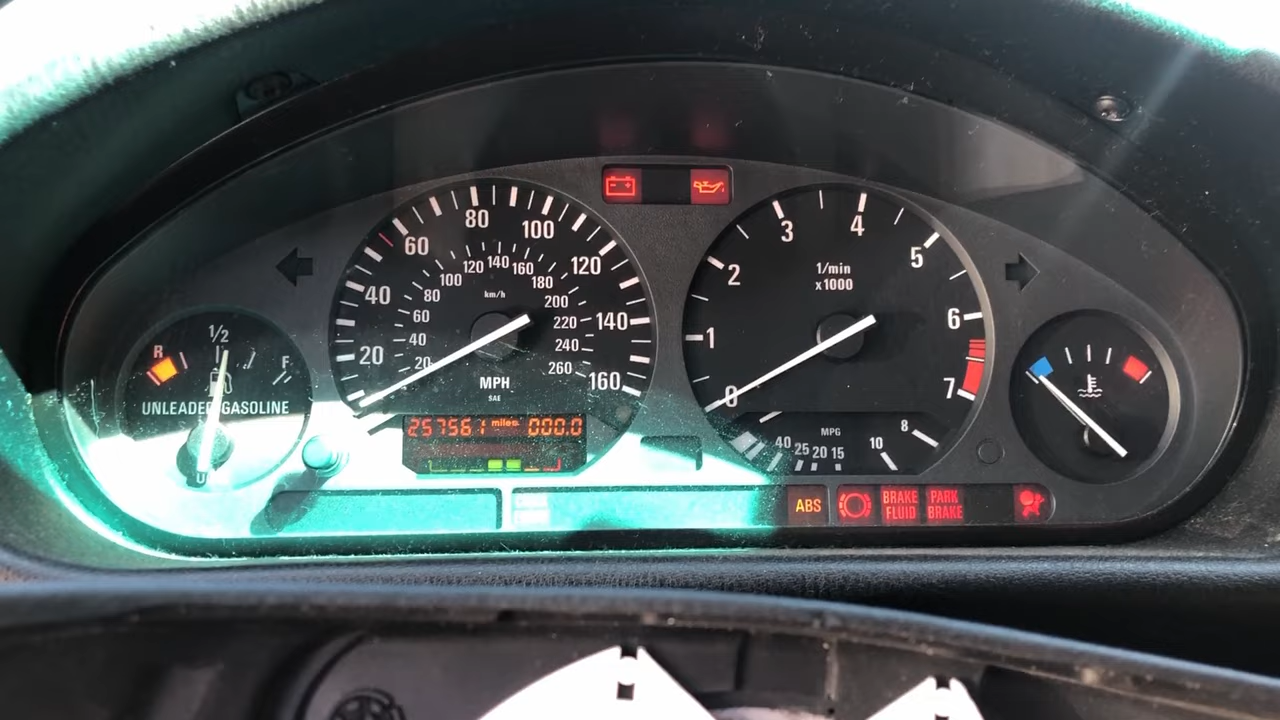 80
60
100
40
120
20
140
160
120 140 160
100
180
80
200
60
220
40
240
20
260
km/h
MPH
SAE
257561 miles 000.0
1/2
R
F
UNLEADED GASOLINE
3
4
2
5
1
6
0
7
1/min
x1000
MPG
40 25 20 15
10
8
ABS
BRAKE
FLUID
PARK
BRAKE